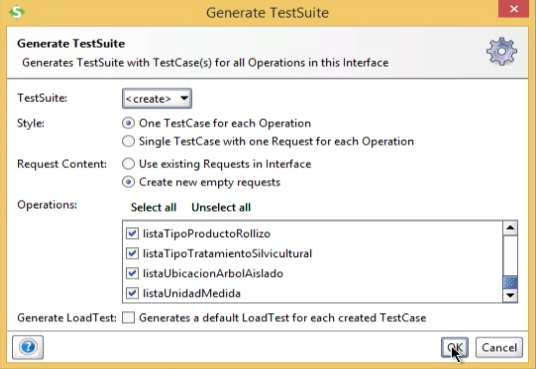 Generate TestSuite
Generate TestSuite
Generates TestSuite with TestCase(s) for all Operations in this Interface
TestSuite: <create>
Style: One TestCase for each Operation
Single TestCase with one Request for each Operation
Request Content: Use existing Requests in Interface
Create new empty requests
Operations: Select all Unselect all
listaTipoProductoRollizo
listaTipoTratamientoSilvicultural
listaUbicacionArbolAislado
listaUnidadMedida
Generate LoadTest: Generates a default LoadTest for each created TestCase
OK Cancel